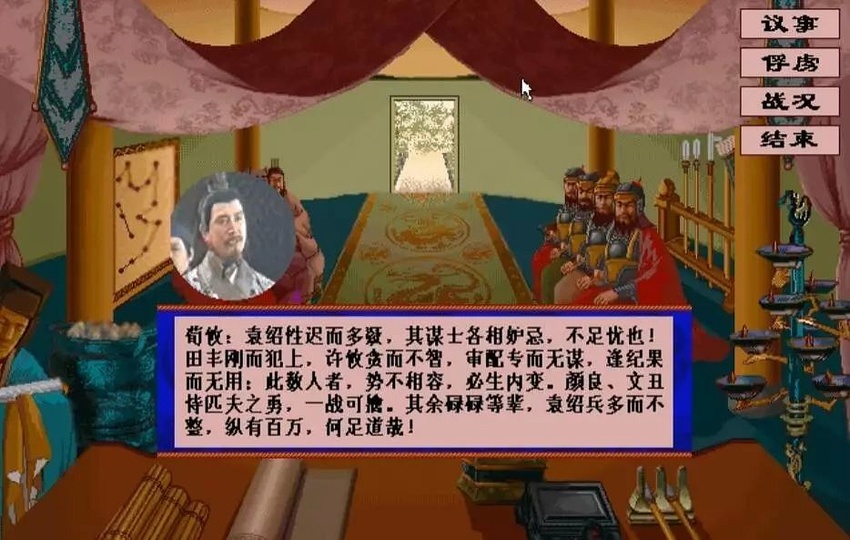 议事
俘虏
战况
结束
荀攸：袁绍性迟而多疑，其谋士各相妒忌，不足忧也！
田丰刚而犯上，许攸贪而不智，审配专而无谋，逢纪果
而无用：此数人者，势不相容，必生内变。颜良、文丑
恃匹夫之勇，一战可擒。其余碌碌等辈，袁绍兵多而不
整，纵有百万，何足道哉！